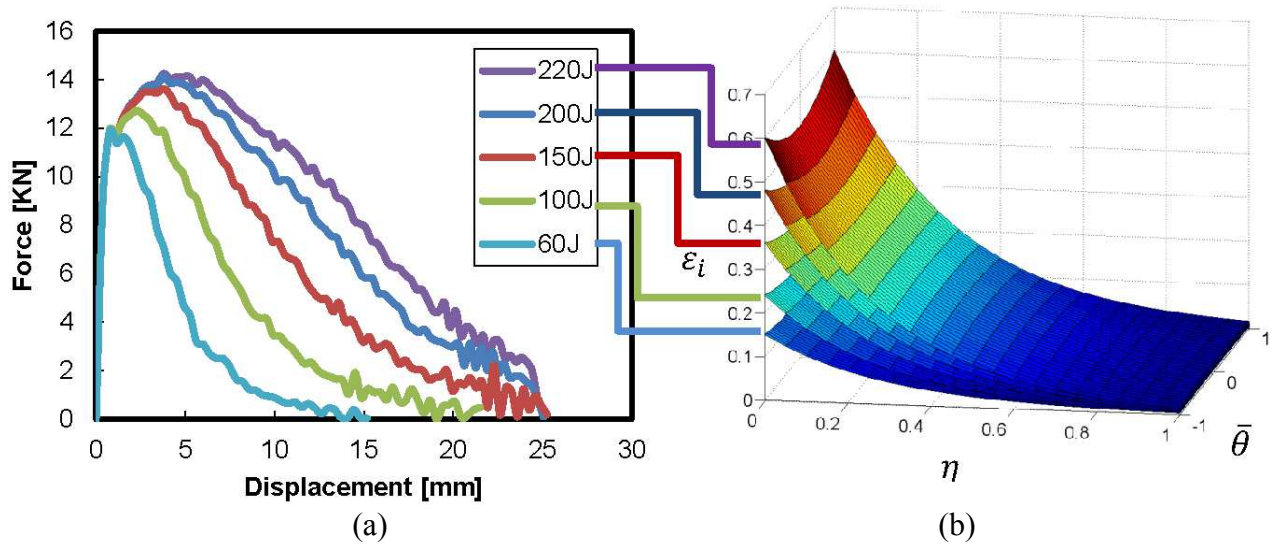 16
14
12
10
8
6
4
2
0
Force [KN]
0 5 10 15 20 25 30
Displacement [mm]
220J
200J
150J
100J
60J
(a)
0.7
0.6
0.5
0.4
0.3
0.2
0.1
0
εᵢ
0 0.2 0.4 0.6 0.8 1
η
-1 0 1
θ̄
(b)